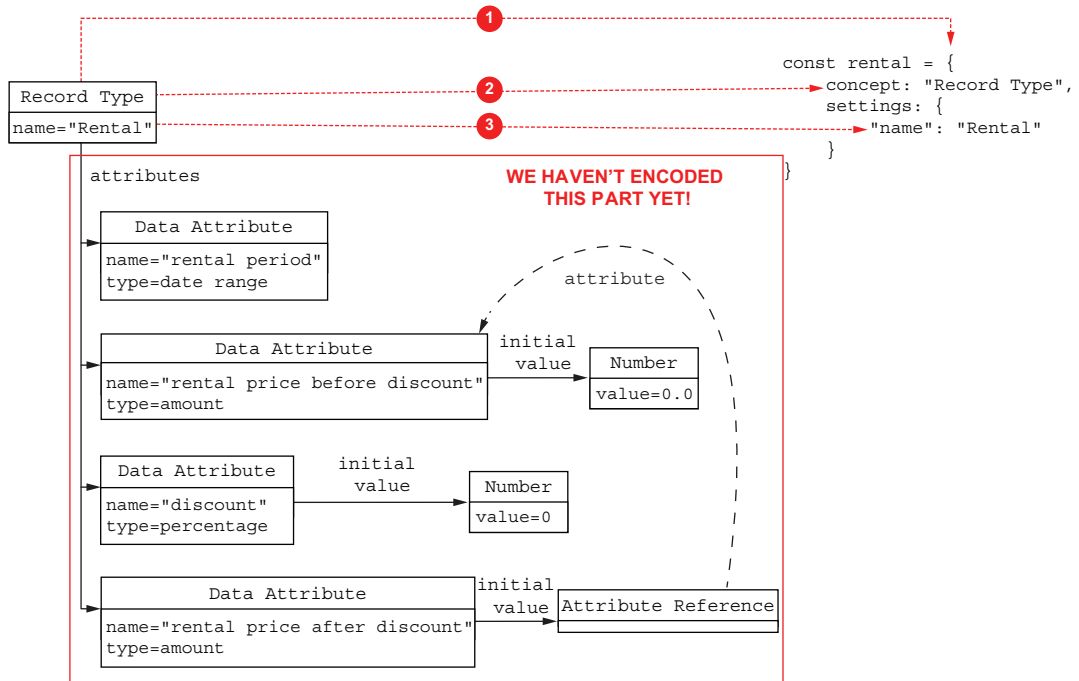 1
const rental = {
Record Type
2
concept: "Record Type",
settings: {
name="Rental"
3
"name": "Rental"
}
}
attributes
WE HAVEN'T ENCODED
THIS PART YET!
Data Attribute
name="rental period"
type=date range
attribute
Data Attribute
name="rental price before discount"
type=amount
initial
value
Number
value=0.0
Data Attribute
name="discount"
type=percentage
initial
value
Number
value=0
Data Attribute
name="rental price after discount"
type=amount
initial
value
Attribute Reference